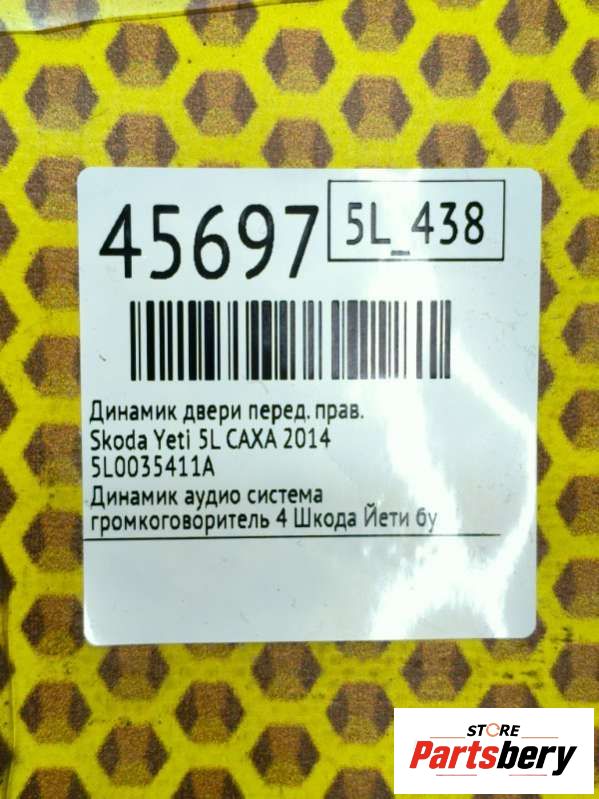 45697
5L_438
Динамик двери перед. прав.
Skoda Yeti 5L CAXA 2014
5L0035411A
Динамик аудио система
громкоговоритель 4 Шкода Йети бу
STORE
Partsbery